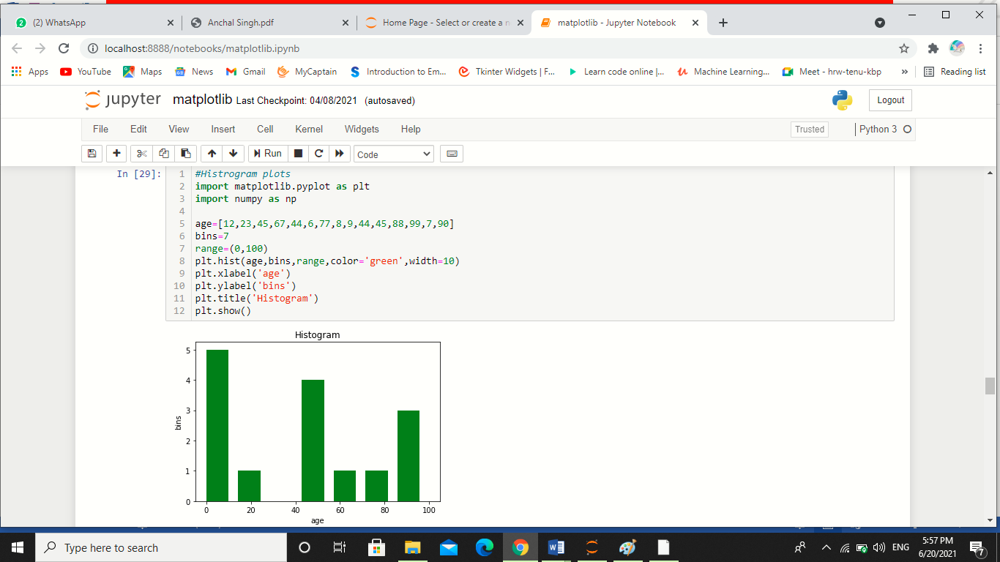 2 (2) WhatsApp
Anchal Singh.pdf
Home Page - Select or create a n
matplotlib - Jupyter Notebook
localhost:8888/notebooks/matplotlib.ipynb
Apps YouTube Maps News Gmail MyCaptain Introduction to Em... Tkinter Widgets | F... Learn code online |... Machine Learning... Meet - hrw-tenu-kbp » Reading list
jupyter matplotlib Last Checkpoint: 04/08/2021 (autosaved) Logout
File Edit View Insert Cell Kernel Widgets Help Trusted Python 3
Run Code
In [29]: 1 #Histrogram plots
2 import matplotlib.pyplot as plt
3 import numpy as np
4
5 age=[12,23,45,67,44,6,77,8,9,44,45,88,99,7,90]
6 bins=7
7 range=(0,100)
8 plt.hist(age,bins,range,color='green',width=10)
9 plt.xlabel('age')
10 plt.ylabel('bins')
11 plt.title('Histogram')
12 plt.show()
Histogram
5
4
3
bins
2
1
0
0 20 40 60 80 100
age
Type here to search
ENG
5:57 PM
6/20/2021
7